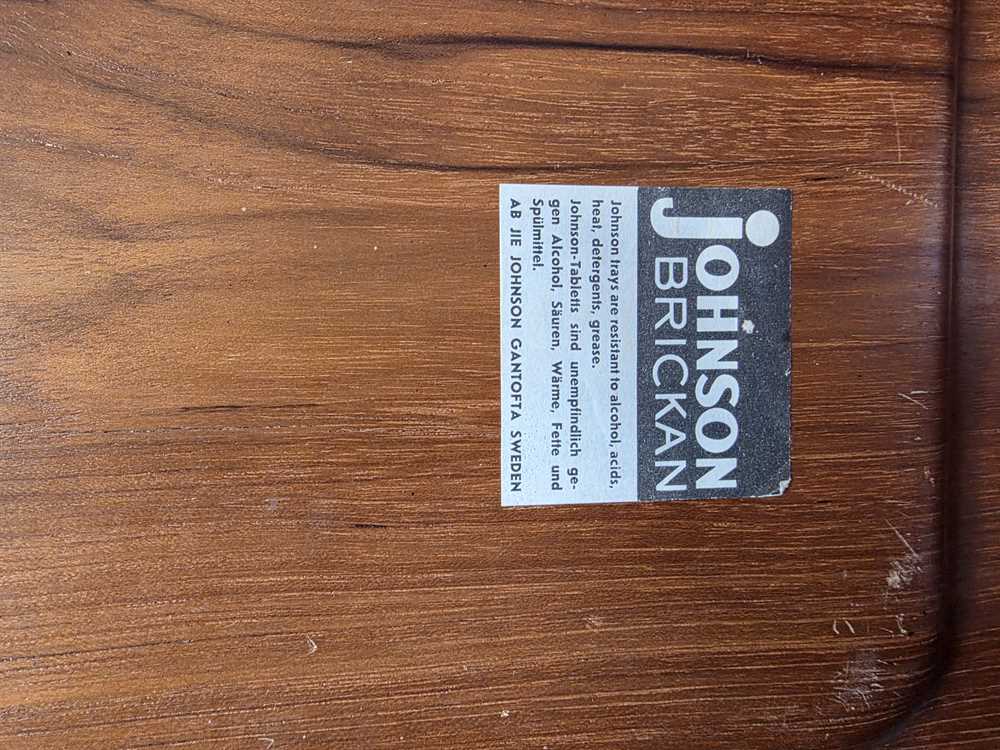 JOHNSON
BRICKAN
Johnson trays are resistant to alcohol, acids,
heat, detergents, grease.
Johnson-Tabletts sind unempfindlich ge-
gen Alcohol, Säuren, Wärme, Fette und
Spülmittel.
AB JIE JOHNSON GANTOFTA SWEDEN